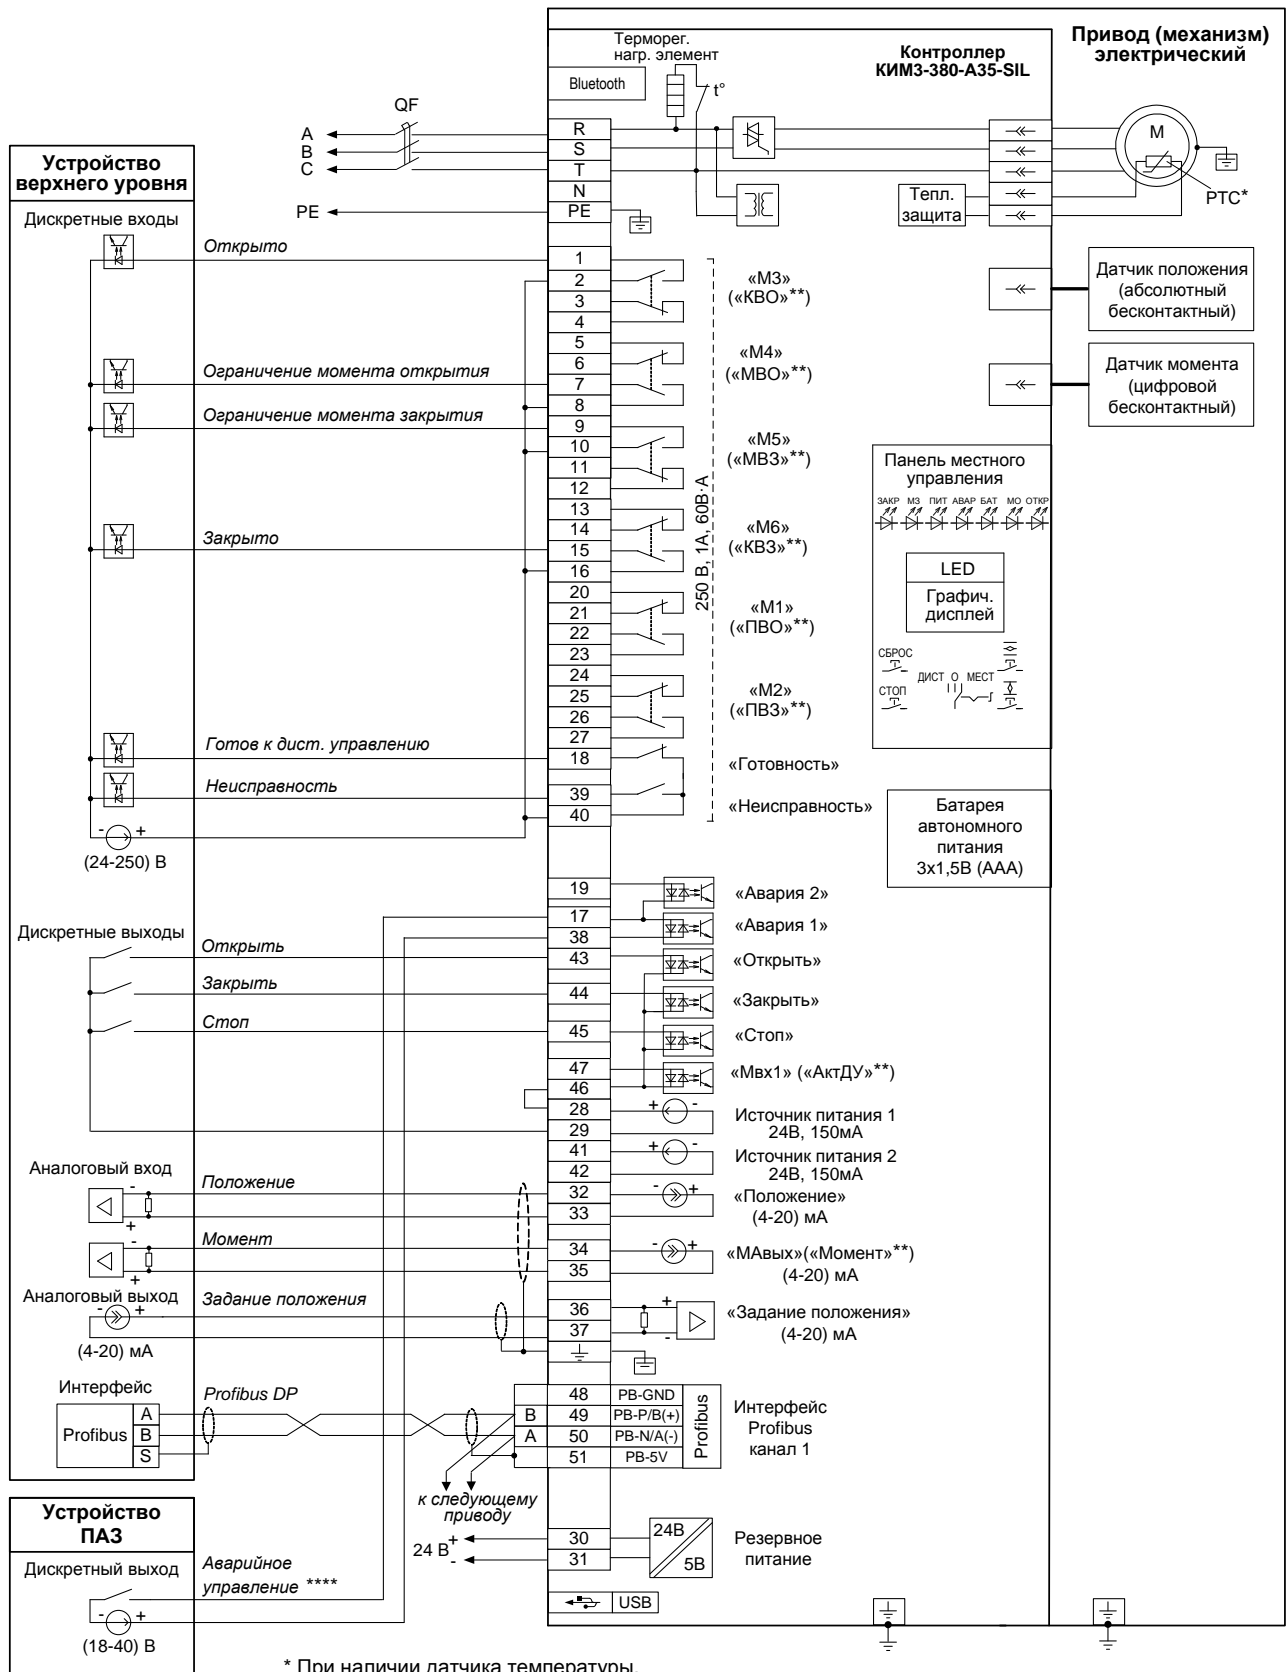 Привод (механизм)
электрический
Терморег.
нагр. элемент
Контроллер
КИМ3-380-А35-SIL
Bluetooth
t°
QF
A
B
C
PE
R
S
T
N
PE
M
PTC*
Тепл.
защита
Устройство
верхнего уровня
Дискретные входы
Открыто
Ограничение момента открытия
Ограничение момента закрытия
Закрыто
Готов к дист. управлению
Неисправность
- +
(24-250) В
1
2
3
4
5
6
7
8
9
10
11
12
13
14
15
16
20
21
22
23
24
25
26
27
18
39
40
«М3»
(«КВО»**)
«М4»
(«МВО»**)
«М5»
(«МВЗ»**)
«М6»
(«КВЗ»**)
«М1»
(«ПВО»**)
«М2»
(«ПВЗ»**)
«Готовность»
«Неисправность»
250 В, 1А, 60В·А
Датчик положения
(абсолютный
бесконтактный)
Датчик момента
(цифровой
бесконтактный)
Панель местного
управления
ЗАКР МЗ ПИТ АВАР БАТ МО ОТКР
LED
Графич.
дисплей
СБРОС
СТОП
ДИСТ О МЕСТ
Батарея
автономного
питания
3х1,5В (ААА)
Дискретные выходы
Открыть
Закрыть
Стоп
19
17
38
43
44
45
47
46
28
29
41
42
32
33
34
35
36
37
«Авария 2»
«Авария 1»
«Открыть»
«Закрыть»
«Стоп»
«Мвх1» («АктДУ»**)
+ -
Источник питания 1
24В, 150мА
+ -
Источник питания 2
24В, 150мА
- +
«Положение»
(4-20) мА
- +
«МАвых»(«Момент»**)
(4-20) мА
+
-
«Задание положения»
(4-20) мА
Аналоговый вход
-
+
Положение
-
+
Момент
Аналоговый выход
- +
Задание положения
(4-20) мА
Интерфейс
Profibus
A
B
S
Profibus DP
B
A
48 PB-GND
49 PB-P/B(+)
50 PB-N/A(-)
51 PB-5V
Profibus
Интерфейс
Profibus
канал 1
к следующему
приводу
24 В
+
-
30
31
24В
5В
Резервное
питание
USB
Устройство
ПАЗ
Дискретный выход
Аварийное
управление ****
- +
(18-40) В
* При наличии датчика температуры.